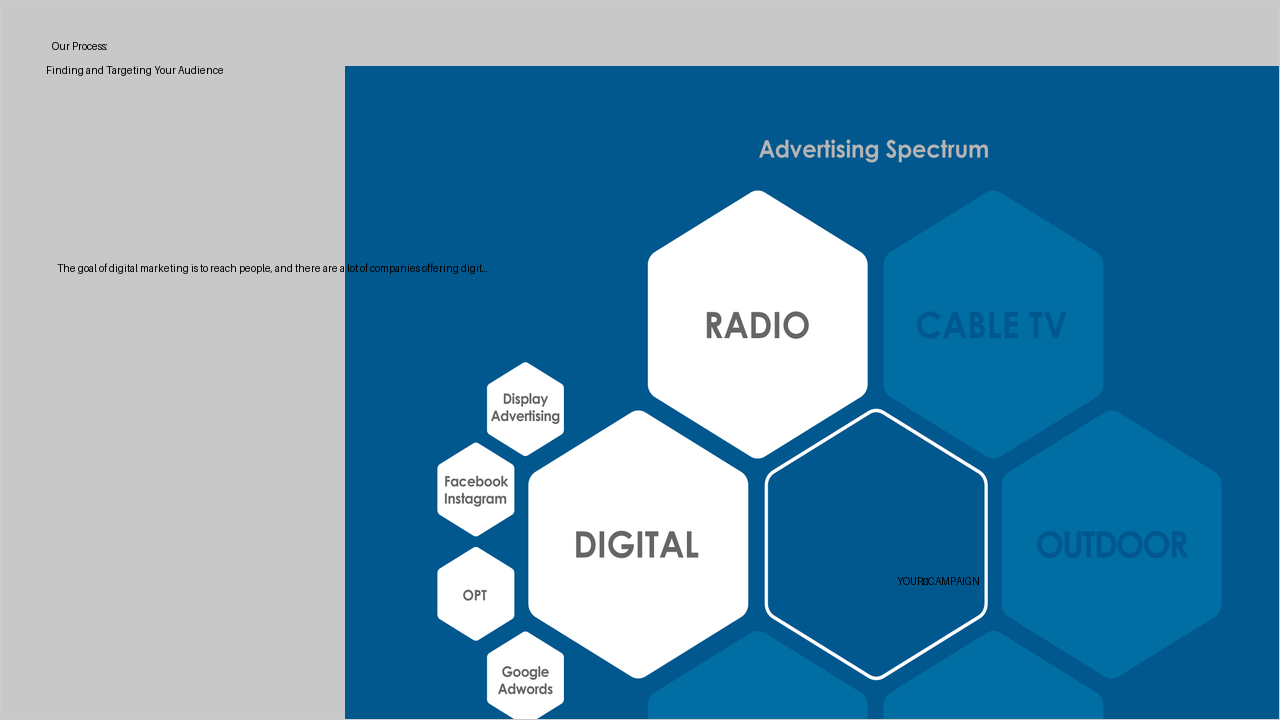 Our Process:
Finding and Targeting Your Audience
Advertising Spectrum
The goal of digital marketing is to reach people, and there are a lot of companies offering digit...
RADIO
CABLE TV
Display
Advertising
Facebook
Instagram
DIGITAL
OUTDOOR
YOUR CAMPAIGN
OPT
Google
Adwords